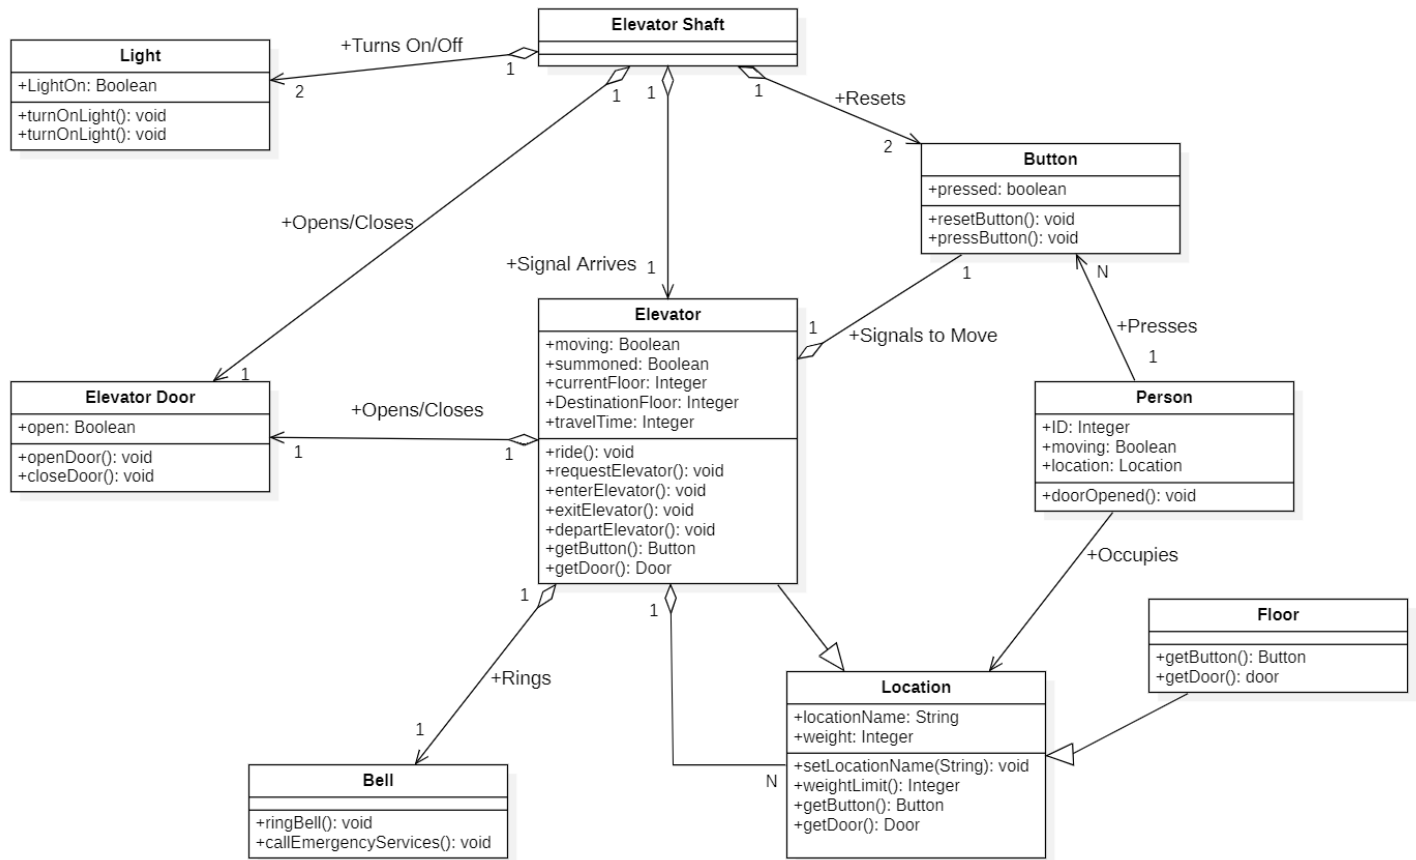 Elevator Shaft
Light
+LightOn: Boolean
+turnOnLight(): void
+turnOnLight(): void
+Turns On/Off
1
2
1
1
1
+Resets
2
Button
+pressed: boolean
+resetButton(): void
+pressButton(): void
+Opens/Closes
+Signal Arrives
1
1
N
Elevator
+moving: Boolean
+summoned: Boolean
+currentFloor: Integer
+DestinationFloor: Integer
+travelTime: Integer
+ride(): void
+requestElevator(): void
+enterElevator(): void
+exitElevator(): void
+departElevator(): void
+getButton(): Button
+getDoor(): Door
1
+Signals to Move
+Presses
1
1
Elevator Door
+open: Boolean
+openDoor(): void
+closeDoor(): void
+Opens/Closes
1
1
Person
+ID: Integer
+moving: Boolean
+location: Location
+doorOpened(): void
+Occupies
1
1
+Rings
1
Floor
+getButton(): Button
+getDoor(): door
Location
+locationName: String
+weight: Integer
+setLocationName(String): void
+weightLimit(): Integer
+getButton(): Button
+getDoor(): Door
N
Bell
+ringBell(): void
+callEmergencyServices(): void